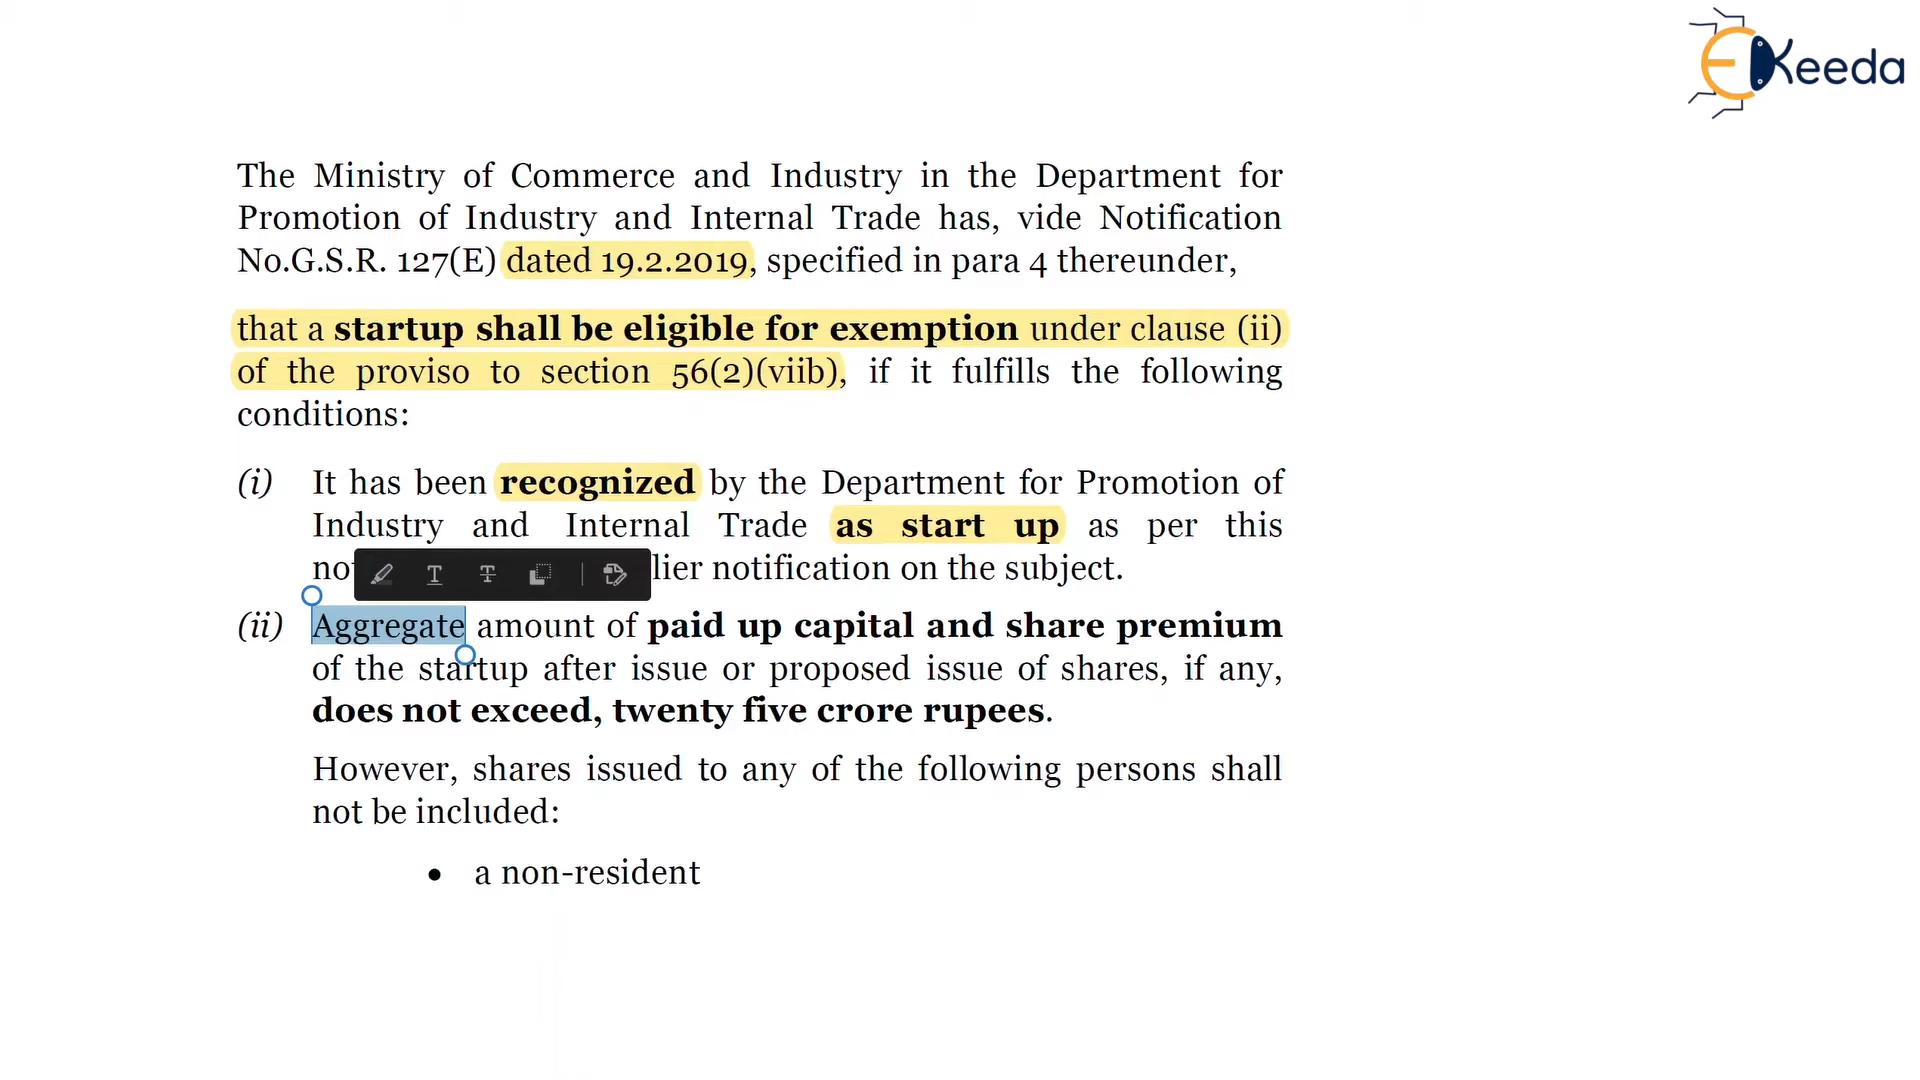 EKeeda
The Ministry of Commerce and Industry in the Department for
Promotion of Industry and Internal Trade has, vide Notification
No.G.S.R. 127(E) dated 19.2.2019, specified in para 4 thereunder,
that a startup shall be eligible for exemption under clause (ii)
of the proviso to section 56(2)(viib), if it fulfills the following
conditions:
(i) It has been recognized by the Department for Promotion of
Industry and Internal Trade as start up as per this
lier notification on the subject.
(ii) Aggregate amount of paid up capital and share premium
of the startup after issue or proposed issue of shares, if any,
does not exceed, twenty five crore rupees.
However, shares issued to any of the following persons shall
not be included:
• a non-resident